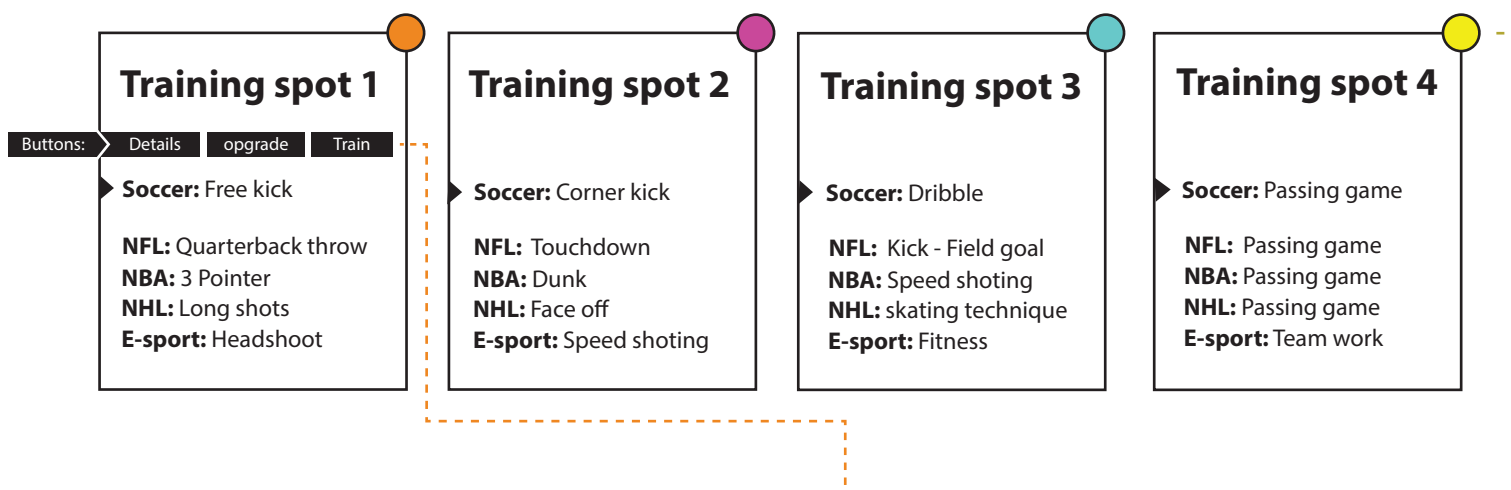 Training spot 1
Buttons: Details opgrade Train
Soccer: Free kick
NFL: Quarterback throw
NBA: 3 Pointer
NHL: Long shots
E-sport: Headshoot
Training spot 2
Soccer: Corner kick
NFL: Touchdown
NBA: Dunk
NHL: Face off
E-sport: Speed shoting
Training spot 3
Soccer: Dribble
NFL: Kick - Field goal
NBA: Speed shoting
NHL: skating technique
E-sport: Fitness
Training spot 4
Soccer: Passing game
NFL: Passing game
NBA: Passing game
NHL: Passing game
E-sport: Team work